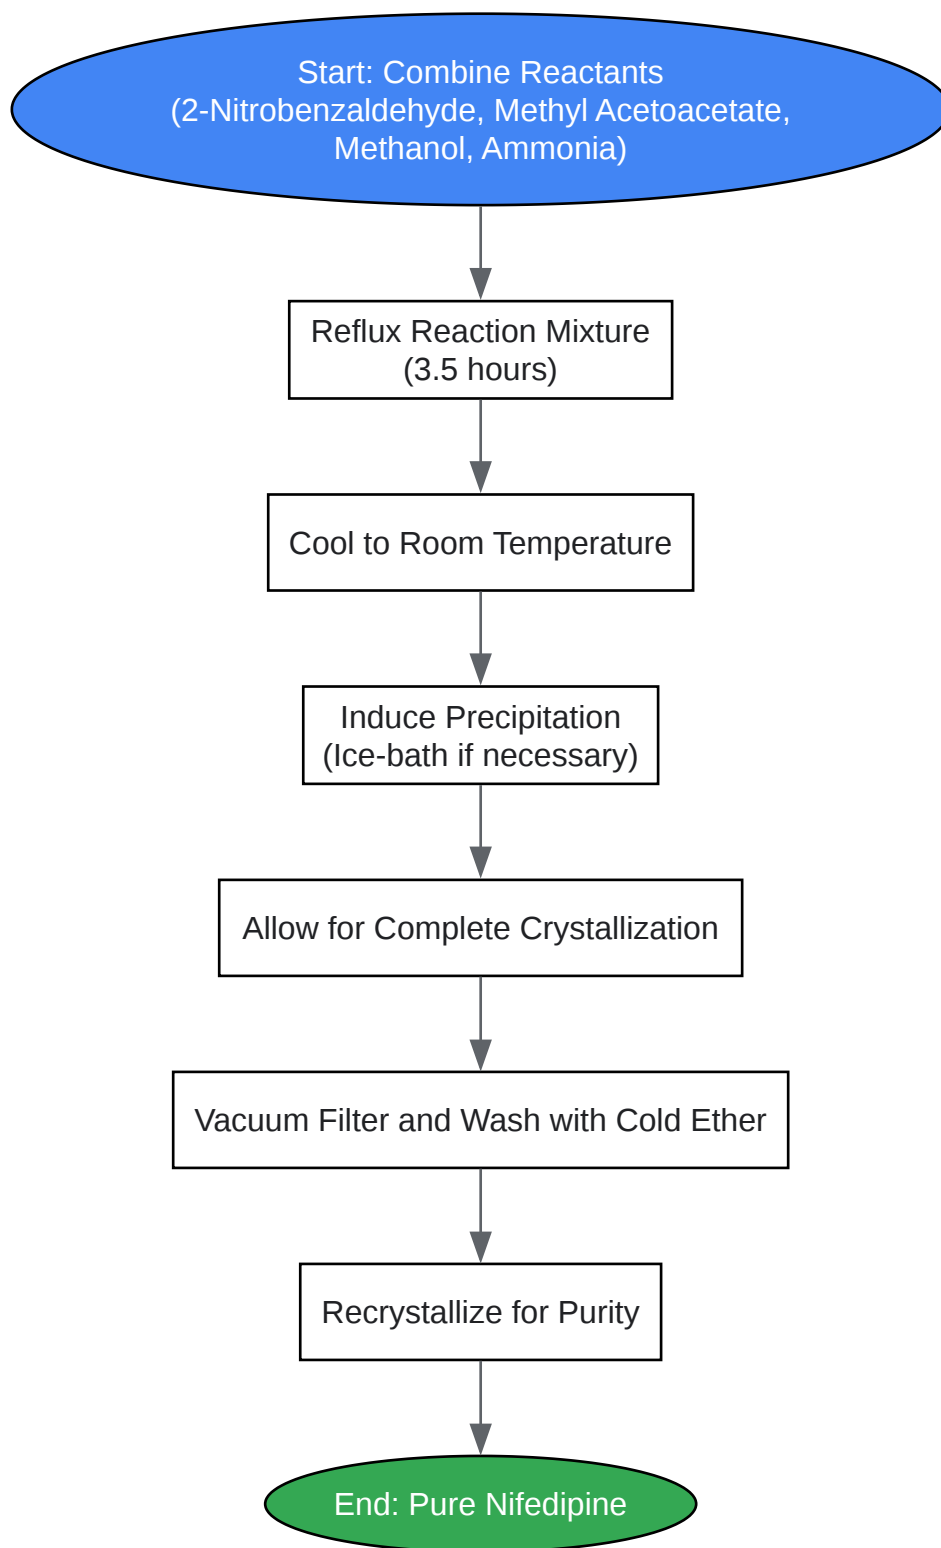 Start: Combine Reactants
(2-Nitrobenzaldehyde, Methyl Acetoacetate,
Methanol, Ammonia)
Reflux Reaction Mixture
(3.5 hours)
Cool to Room Temperature
Induce Precipitation
(Ice-bath if necessary)
Allow for Complete Crystallization
Vacuum Filter and Wash with Cold Ether
Recrystallize for Purity
End: Pure Nifedipine